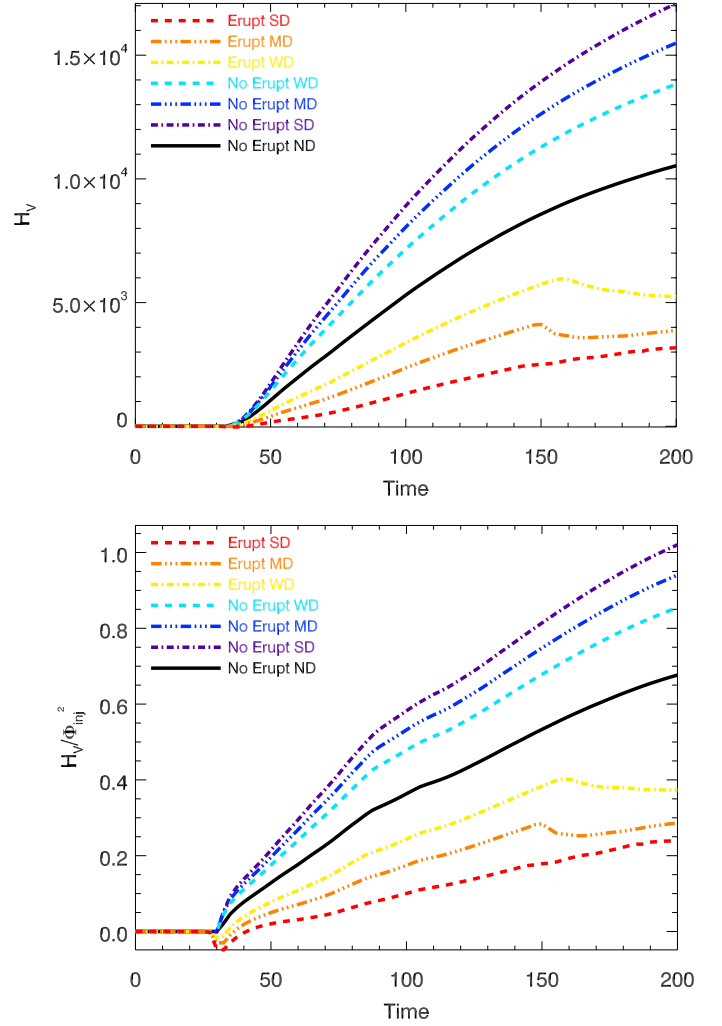 Erupt SD
Erupt MD
Erupt WD
No Erupt WD
No Erupt MD
No Erupt SD
No Erupt ND
1.5×10⁴
1.0×10⁴
5.0×10³
0
H_V
0 50 100 150 200
Time
Erupt SD
Erupt MD
Erupt WD
No Erupt WD
No Erupt MD
No Erupt SD
No Erupt ND
1.0
0.8
0.6
0.4
0.2
0.0
H_V/Φ_inj²
0 50 100 150 200
Time